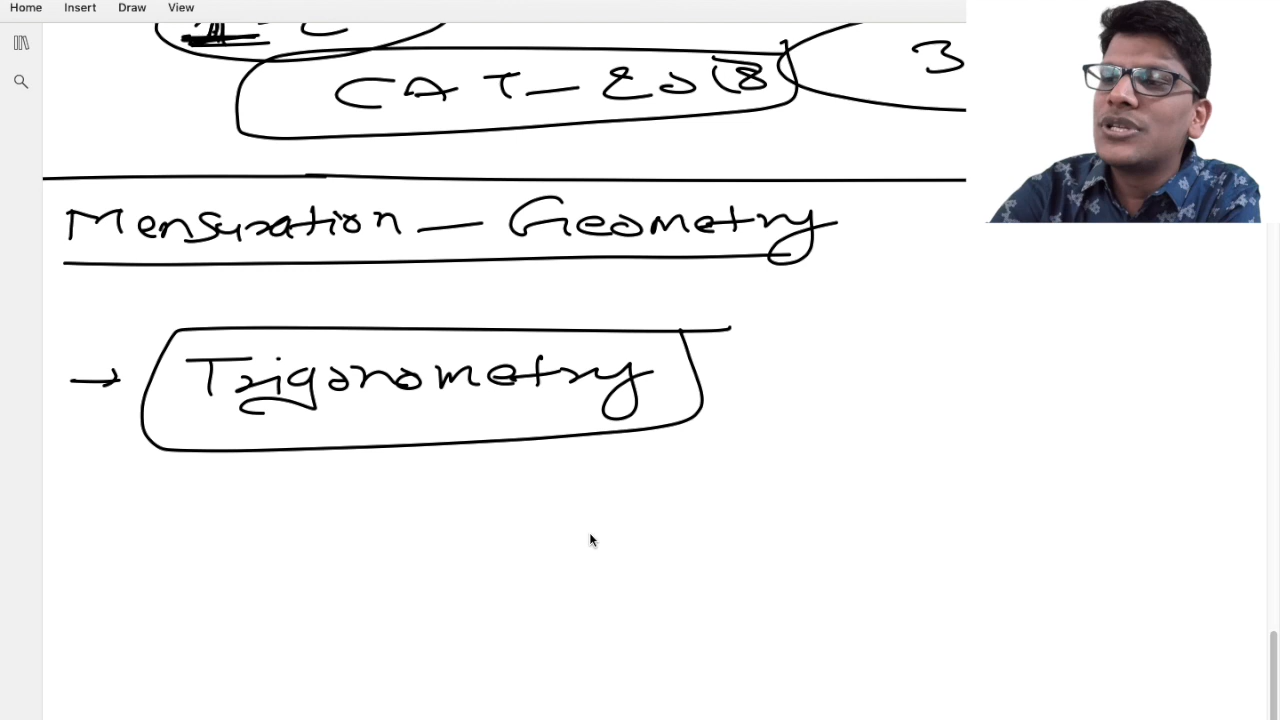 Home Insert Draw View
CAT - 2018
3
Mensuration - Geometry
→ Trigonometry